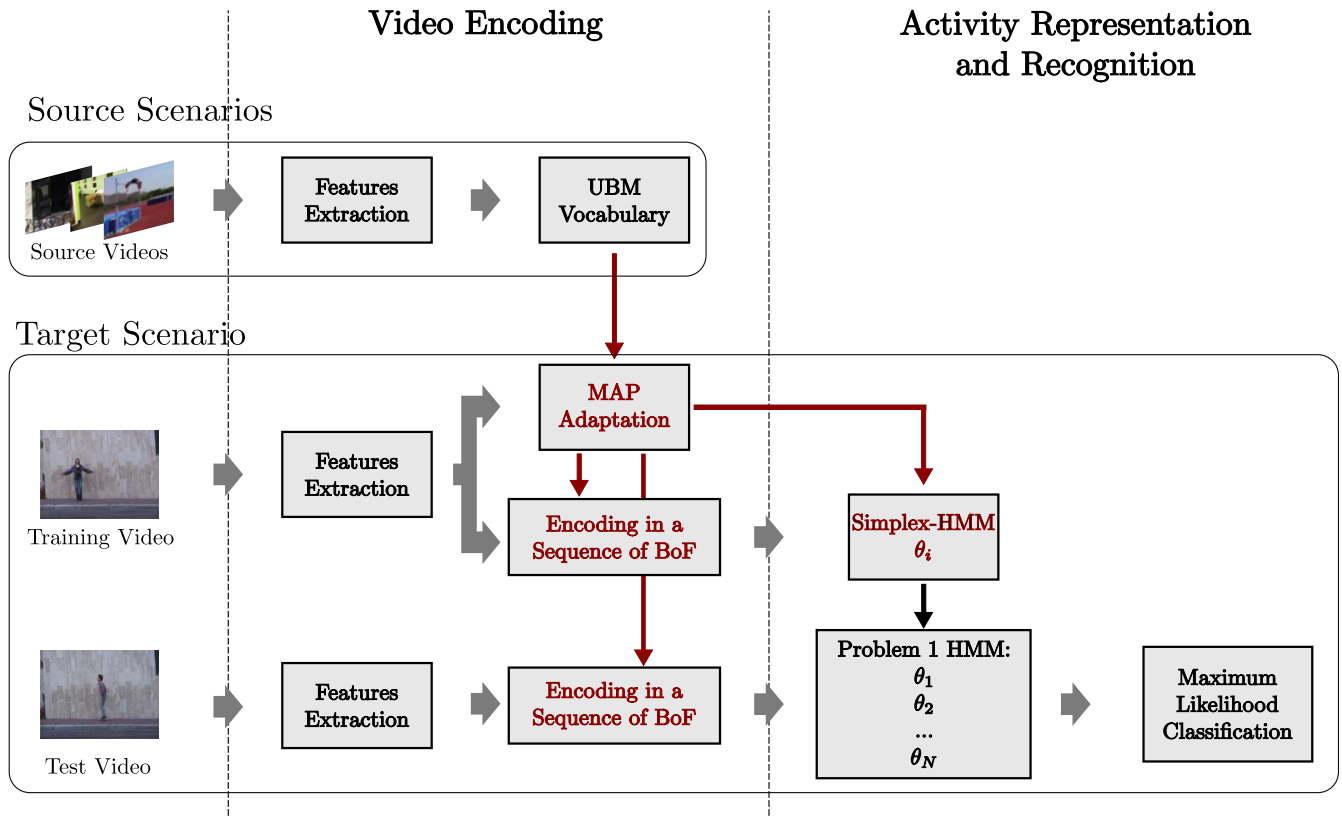 Video Encoding
Activity Representation
and Recognition
Source Scenarios
Source Videos
Features
Extraction
UBM
Vocabulary
Target Scenario
Training Video
Features
Extraction
MAP
Adaptation
Encoding in a
Sequence of BoF
Simplex-HMM
θi
Test Video
Features
Extraction
Encoding in a
Sequence of BoF
Problem 1 HMM:
θ1
θ2
...
θN
Maximum
Likelihood
Classification